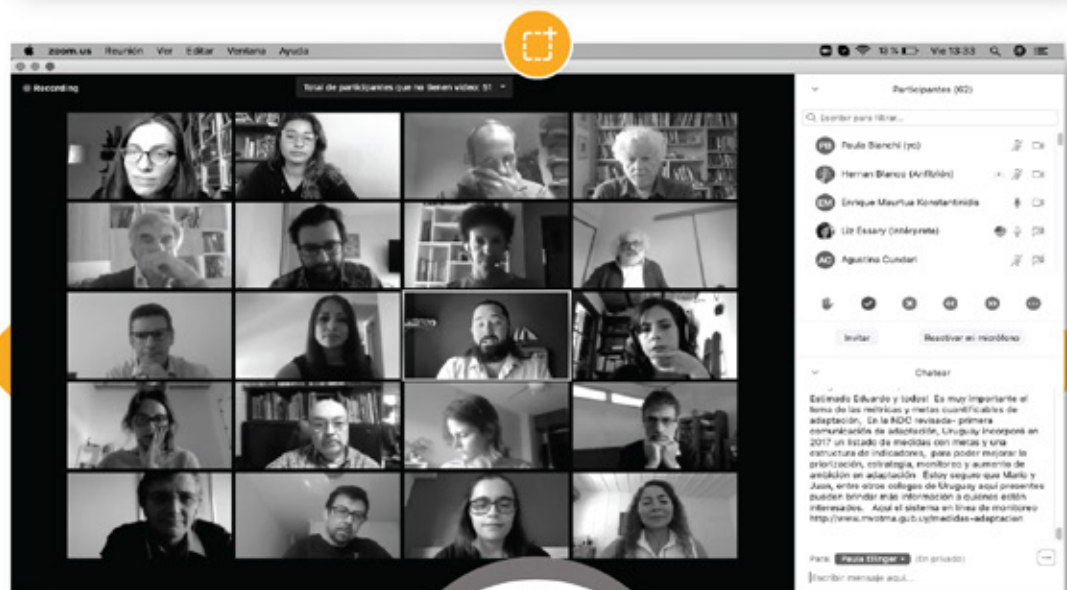 zoom.us Reunión Ver Editar Ventana Ayuda
13 % Vie 13:33
Recording
Total de participantes que no tienen video: 51
Participantes (62)
Escribir para filtrar...
PB Paula Bianchi (yo)
Hernan Blanco (Anfitrión)
EM Enrique Maurtua Konstantinidis
Liz Essary (Intérprete)
AC Agustina Cundari
Invitar
Reactivar mi micrófono
Chatear
Estimado Eduardo y todos! Es muy importante el
tema de las métricas y metas cuantificables de
adaptación, En la NDC revisada- primera
comunicación de adaptación, Uruguay incorporó en
2017 un listado de medidas con metas y una
estructura de indicadores, para poder mejorar la
priorización, estrategia, monitoreo y aumento de
ambición en adaptación Estoy seguro que Mario y
Juan, entre otros colegas de Uruguay aquí presentes
pueden brindar más información a quienes estén
interesados. Aquí el sistema en línea de monitoreo
http://www.mvotma.gub.uy/medidas-adaptacion
Para: Paula Ellinger (En privado)
Escribir mensaje aquí...